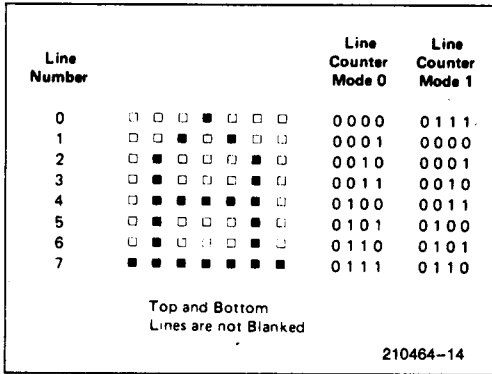 Line Number
Line Counter Mode 0
Line Counter Mode 1
0 0000 0111
1 0001 0000
2 0010 0001
3 0011 0010
4 0100 0011
5 0101 0100
6 0110 0101
7 0111 0110
Top and Bottom
Lines are not Blanked
210464–14